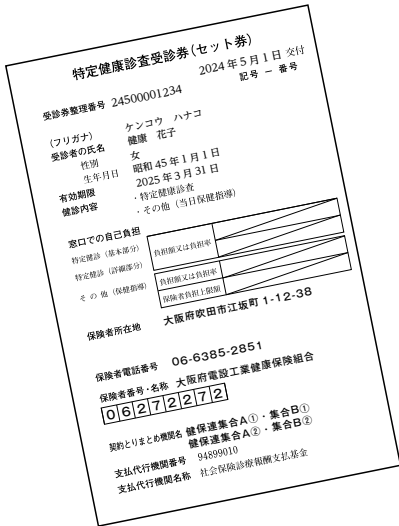 特定健康診査受診券(セット券)
2024年5月1日 交付
受診券整理番号 24500001234
記号 − 番号
(フリガナ) ケンコウ ハナコ
受診者の氏名 健康 花子
性別 女
生年月日 昭和45年1月1日
有効期限 2025年3月31日
健診内容 ・特定健康診査
・その他(当日保健指導)
窓口での自己負担
特定健診(基本部分) 負担額又は負担率
特定健診(詳細部分)
その他(保健指導) 負担額又は負担率
保険者負担上限額
保険者所在地 大阪府吹田市江坂町1-12-38
保険者電話番号 06-6385-2851
保険者番号・名称 大阪府電設工業健康保険組合
06272272
契約とりまとめ機関名 健保連集合A①・集合B①
健保連集合A②・集合B②
支払代行機関番号 94899010
支払代行機関名称 社会保険診療報酬支払基金